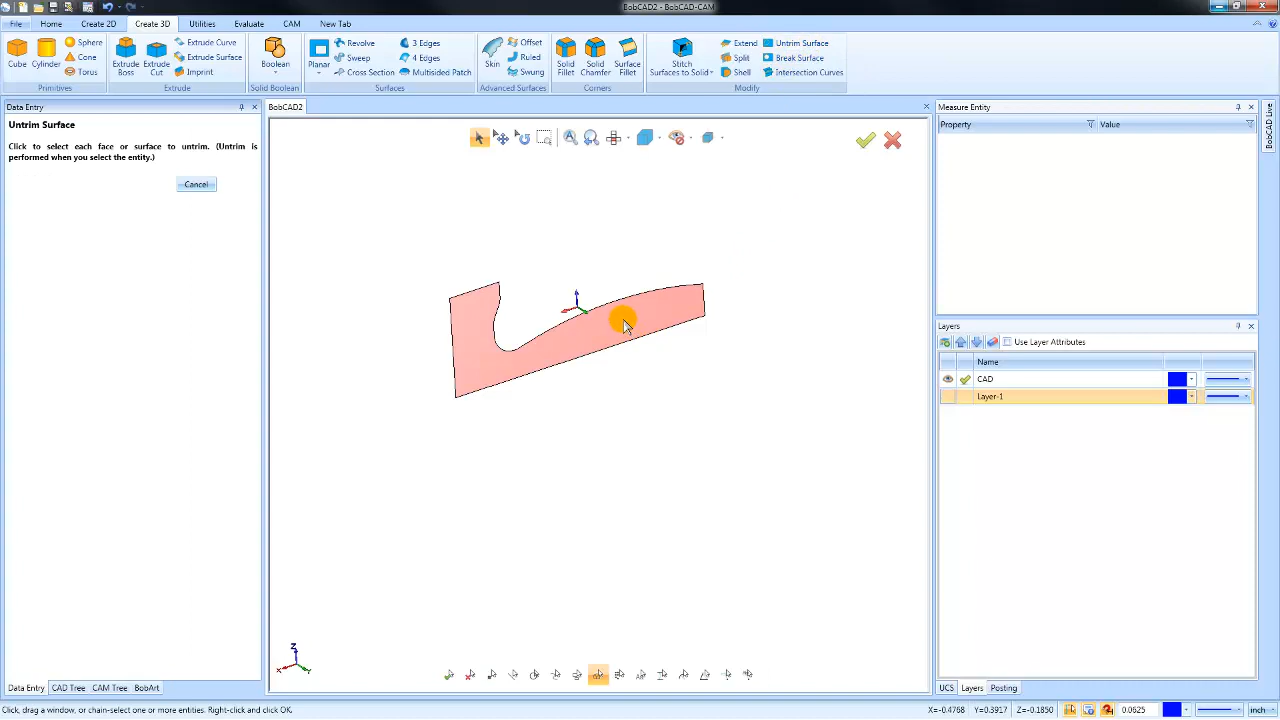 BobCAD2 - BobCAD-CAM
File Home Create 2D Create 3D Utilities Evaluate CAM New Tab
Cube Cylinder Sphere Cone Torus Primitives
Extrude Boss Extrude Cut Extrude Curve Extrude Surface Imprint Extrude
Boolean Solid Boolean
Planar Revolve Sweep Cross Section 3 Edges 4 Edges Multisided Patch Surfaces
Skin Offset Ruled Swung Advanced Surfaces
Solid Fillet Solid Chamfer Surface Fillet Corners
Stitch Surfaces to Solid Extend Split Shell Untrim Surface Break Surface Intersection Curves Modify
Data Entry
Untrim Surface
Click to select each face or surface to untrim. (Untrim is
performed when you select the entity.)
Cancel
BobCAD2
Measure Entity
Property Value
BobCAD Live
Layers
Use Layer Attributes
Name
CAD
Layer-1
Z
X
Y
Data Entry CAD Tree CAM Tree BobArt
UCS Layers Posting
Click, drag a window, or chain-select one or more entities. Right-click and click OK.
X=-0.4768 Y=0.3917 Z=-0.1850 0.0625 inch